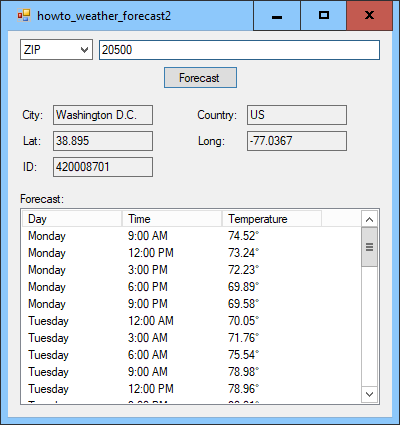 howto_weather_forecast2
ZIP 20500
Forecast
City: Washington D.C. Country: US
Lat: 38.895 Long: -77.0367
ID: 420008701
Forecast:
Day Time Temperature
Monday 9:00 AM 74.52°
Monday 12:00 PM 73.24°
Monday 3:00 PM 72.23°
Monday 6:00 PM 69.89°
Monday 9:00 PM 69.58°
Tuesday 12:00 AM 70.05°
Tuesday 3:00 AM 71.76°
Tuesday 6:00 AM 75.54°
Tuesday 9:00 AM 78.98°
Tuesday 12:00 PM 78.96°